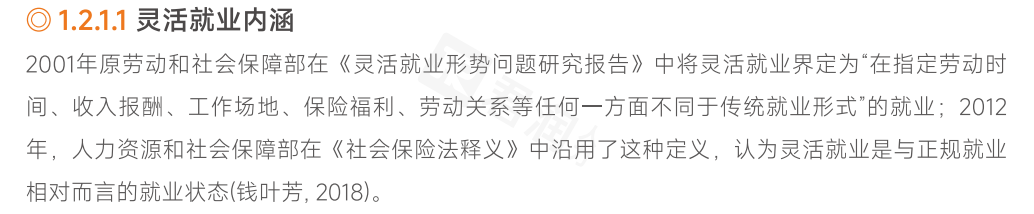 ◎ 1.2.1.1 灵活就业内涵
2001年原劳动和社会保障部在《灵活就业形势问题研究报告》中将灵活就业界定为“在指定劳动时
间、收入报酬、工作场地、保险福利、劳动关系等任何一方面不同于传统就业形式”的就业；2012
年，人力资源和社会保障部在《社会保险法释义》中沿用了这种定义，认为灵活就业是与正规就业
相对而言的就业状态(钱叶芳, 2018)。